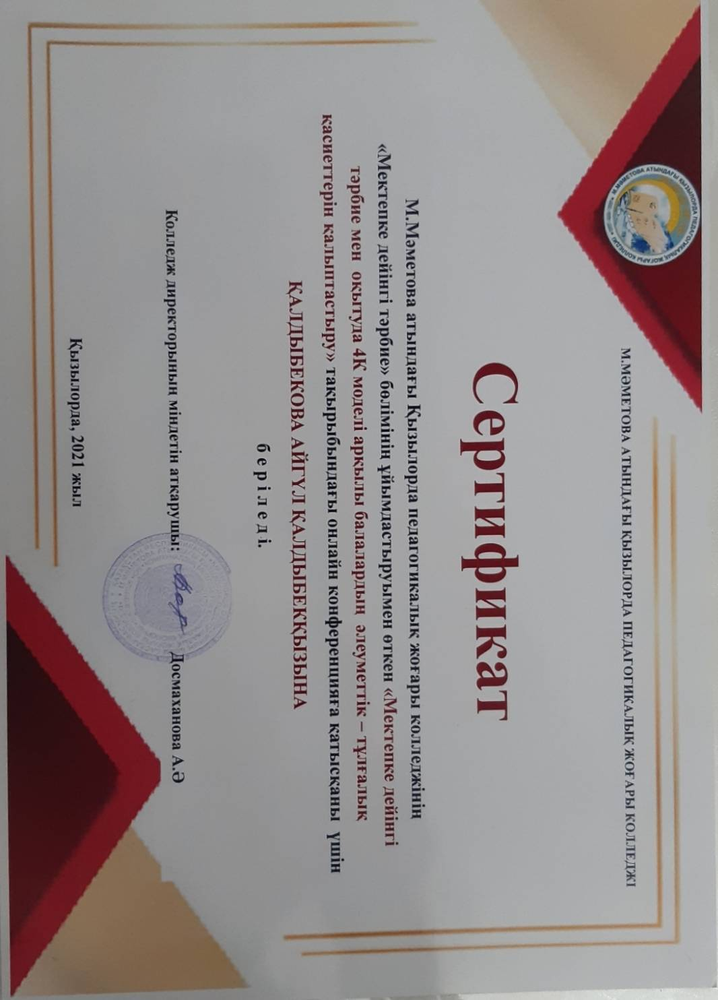 М.МӘМЕТОВА АТЫНДАҒЫ ҚЫЗЫЛОРДА ПЕДАГОГИКАЛЫҚ ЖОҒАРЫ КОЛЛЕДЖІ
М.МӘМЕТОВА АТЫНДАҒЫ ҚЫЗЫЛОРДА ПЕДАГОГИКАЛЫҚ ЖОҒАРЫ КОЛЛЕДЖІ
Сертификат
М.Мәметова атындағы Қызылорда педагогикалық жоғары колледжінің
«Мектепке дейінгі тәрбие» бөлімінің ұйымдастыруымен өткен «Мектепке дейінгі
тәрбие мен оқытуда 4К моделі арқылы балалардың әлеуметтік – тұлғалық
қасиеттерін қалыптастыру» тақырыбындағы онлайн конференцияға қатысқаны үшін
ҚАЛДЫБЕКОВА АЙГҮЛ ҚАЛДЫБЕКҚЫЗЫНА
б е р і л е д і.
Колледж директорының міндетін атқарушы: Досмаханова А.Ә
Қызылорда, 2021 жыл